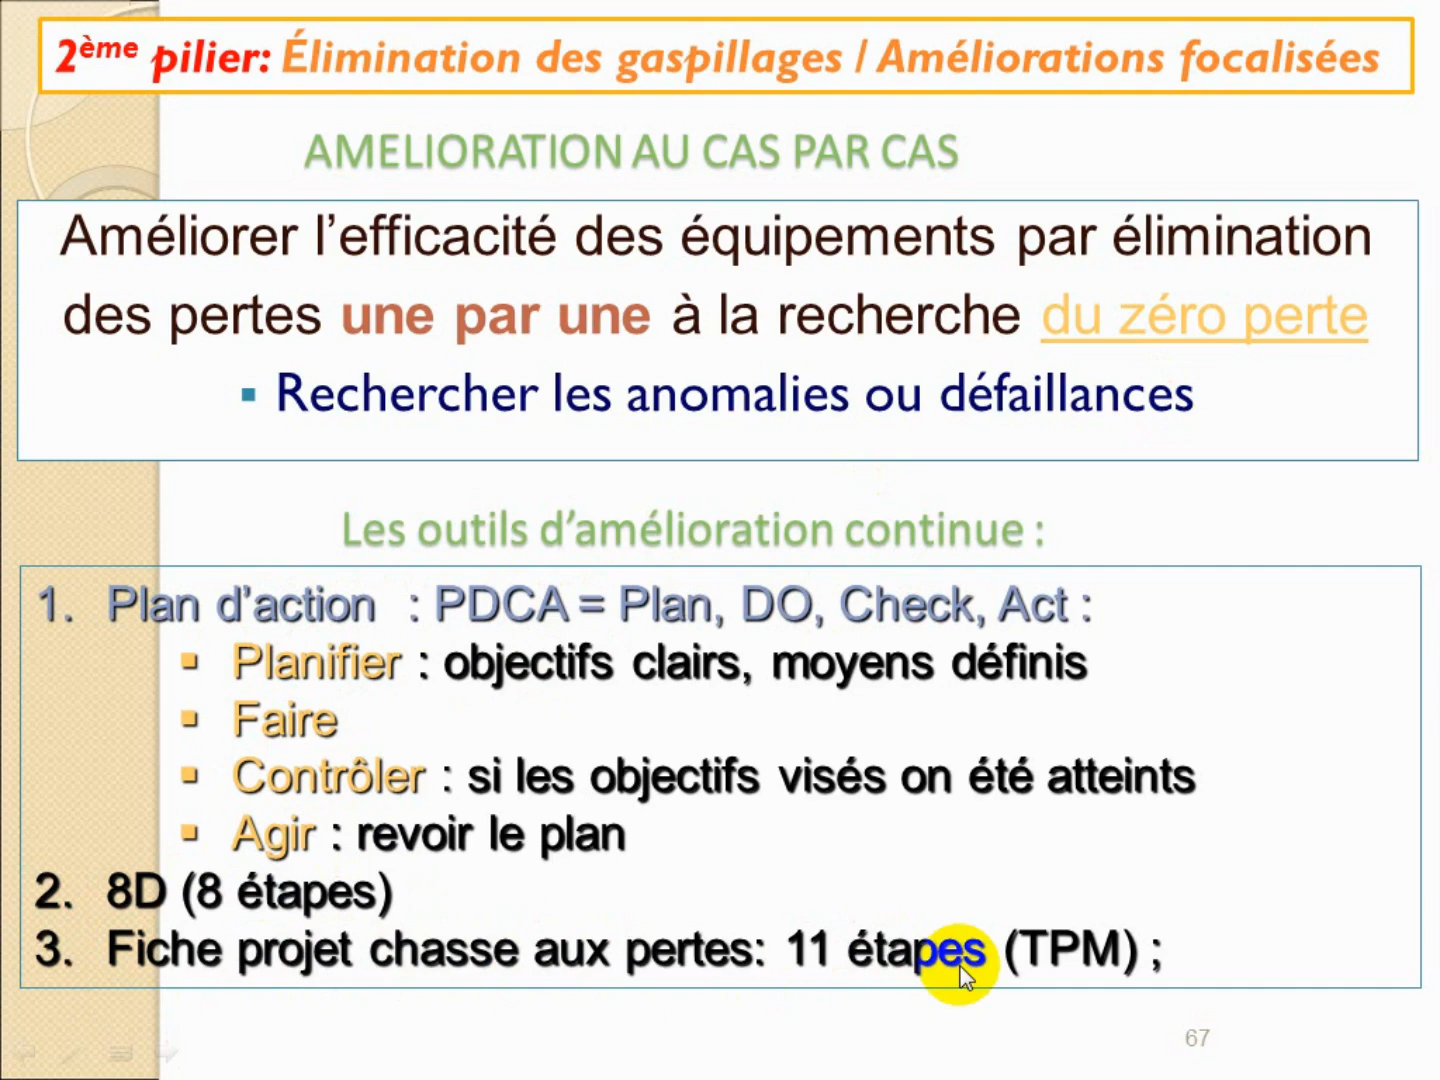 2ème pilier: Élimination des gaspillages / Améliorations focalisées
AMELIORATION AU CAS PAR CAS
Améliorer l’efficacité des équipements par élimination
des pertes une par une à la recherche du zéro perte
▪ Rechercher les anomalies ou défaillances
Les outils d’amélioration continue :
1. Plan d’action : PDCA = Plan, DO, Check, Act :
▪ Planifier : objectifs clairs, moyens définis
▪ Faire
▪ Contrôler : si les objectifs visés on été atteints
▪ Agir : revoir le plan
2. 8D (8 étapes)
3. Fiche projet chasse aux pertes: 11 étapes (TPM) ;
67